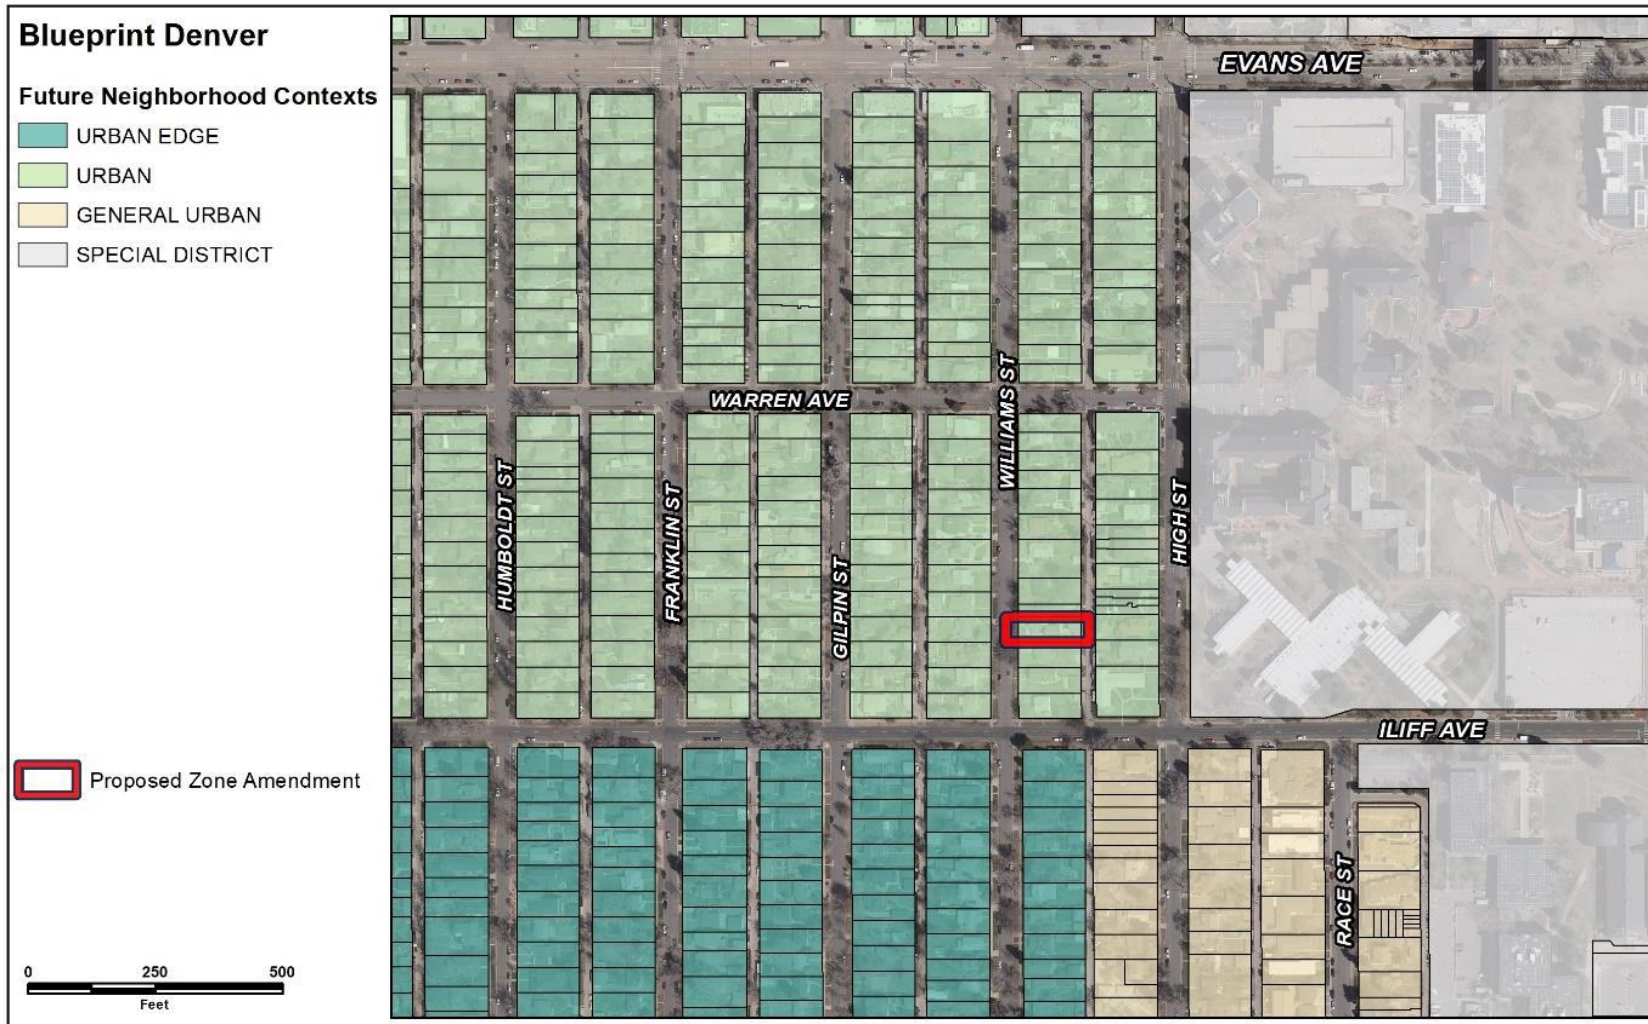 Blueprint Denver
Future Neighborhood Contexts
URBAN EDGE
URBAN
GENERAL URBAN
SPECIAL DISTRICT
Proposed Zone Amendment
0 250 500
Feet
EVANS AVE
WARREN AVE
WILLIAMS ST
HUMBOLDT ST
FRANKLIN ST
GILPIN ST
HIGH ST
ILIFF AVE
RACE ST